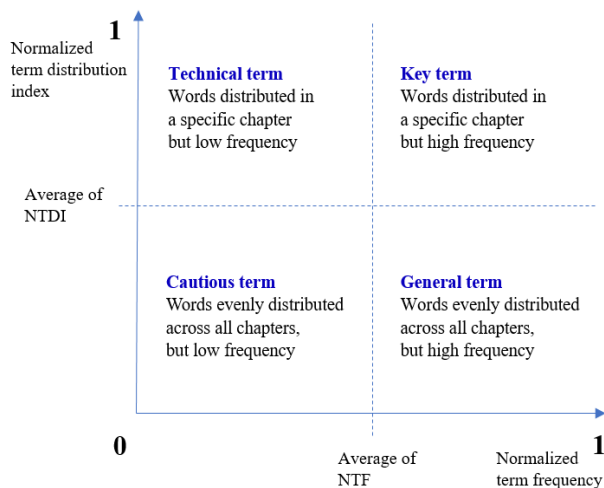 1
Normalized
term distribution
index
Technical term
Words distributed in
a specific chapter
but low frequency
Key term
Words distributed in
a specific chapter
but high frequency
Average of
NTDI
Cautious term
Words evenly distributed
across all chapters,
but low frequency
General term
Words evenly distributed
across all chapters,
but high frequency
0
1
Average of
NTF
Normalized
term frequency